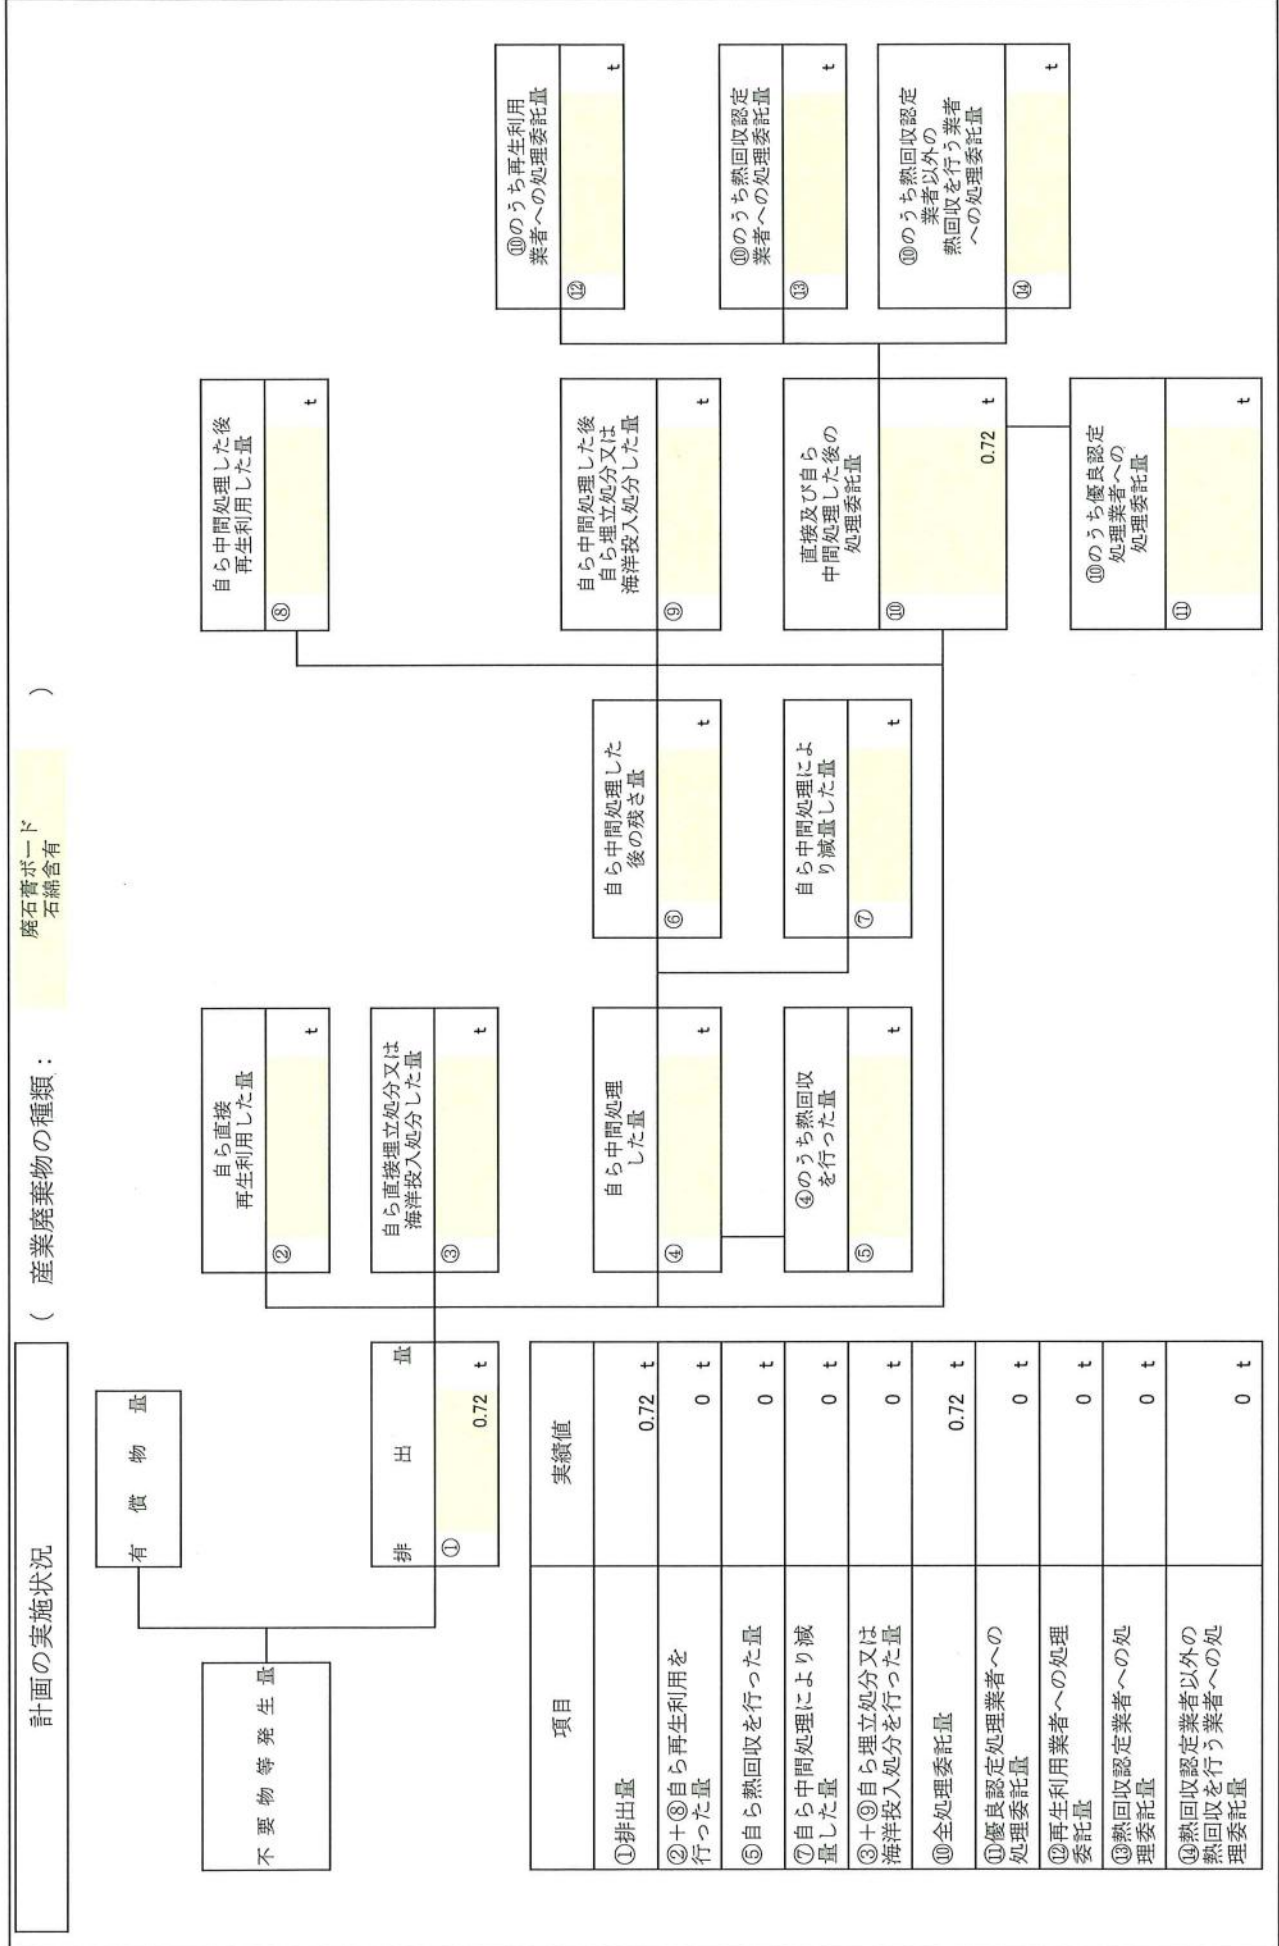 計画の実施状況
( 産業廃棄物の種類: 廃石膏ボード
石綿含有 )
有償物量
不要物等発生量
排出量
① 0.72 t
自ら直接
再生利用した量
② t
自ら直接埋立処分又は
海洋投入処分した量
③ t
自ら中間処理
した量
④ t
④のうち熱回収
を行った量
⑤ t
自ら中間処理した
後の残さ量
⑥ t
自ら中間処理によ
り減量した量
⑦ t
自ら中間処理した後
再生利用した量
⑧ t
自ら中間処理した後
自ら埋立処分又は
海洋投入処分した量
⑨ t
直接及び自ら
中間処理した後の
処理委託量
⑩ 0.72 t
⑩のうち優良認定
処理業者への
処理委託量
⑪ t
⑩のうち再生利用
業者への処理委託量
⑫ t
⑩のうち熱回収認定
業者への処理委託量
⑬ t
⑩のうち熱回収認定
業者以外の
熱回収を行う業者
への処理委託量
⑭ t
項目 実績値
①排出量 0.72 t
②+⑧自ら再生利用を
行った量 0 t
⑤自ら熱回収を行った量 0 t
⑦自ら中間処理により減
量した量 0 t
③+⑨自ら埋立処分又は
海洋投入処分を行った量 0 t
⑩全処理委託量 0.72 t
⑪優良認定処理業者への
処理委託量 0 t
⑫再生利用業者への処理
委託量 0 t
⑬熱回収認定業者への処
理委託量 0 t
⑭熱回収認定業者以外の
熱回収を行う業者への処
理委託量 0 t